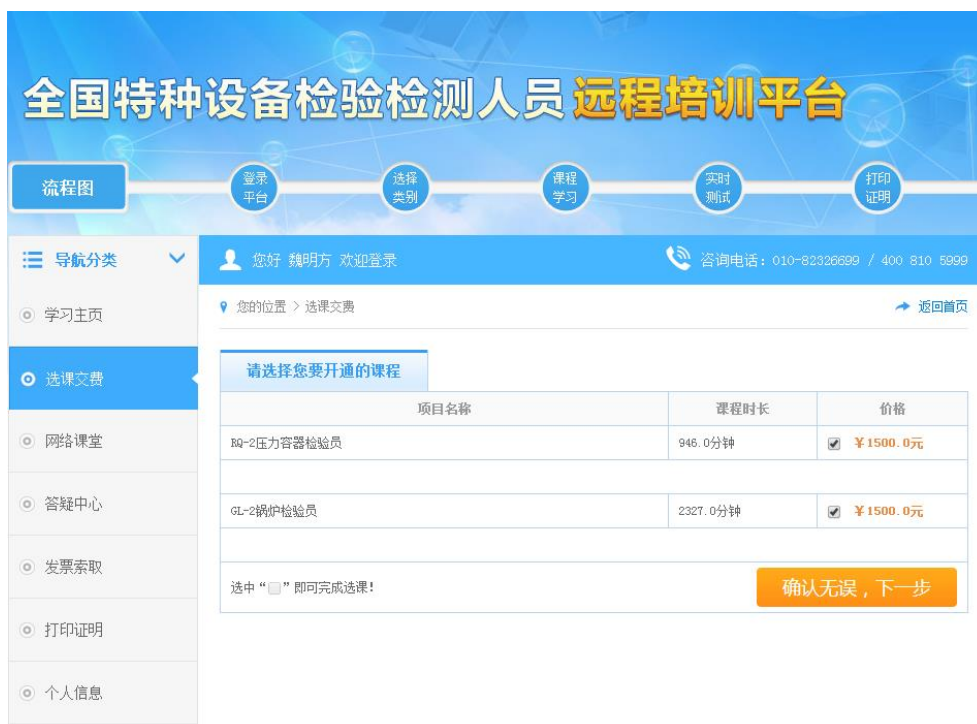 全国特种设备检验检测人员远程培训平台
流程图
登录
平台
选择
类别
课程
学习
实时
测试
打印
证明
导航分类
您好 魏明方 欢迎登录
咨询电话：010-82326699 / 400 810 5999
学习主页
您的位置 > 选课交费
返回首页
选课交费
请选择您要开通的课程
项目名称 课程时长 价格
RQ-2压力容器检验员 946.0分钟 ￥1500.0元
网络课堂
答疑中心
GL-2锅炉检验员 2327.0分钟 ￥1500.0元
发票索取
选中“”即可完成选课!
确认无误，下一步
打印证明
个人信息